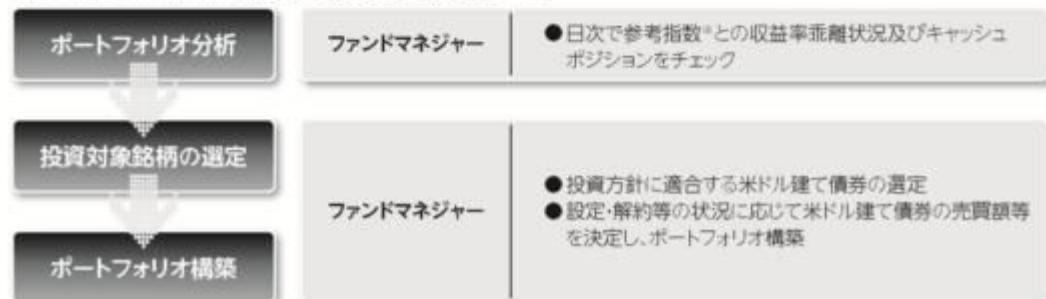 ポートフォリオ分析
ファンドマネジャー
●日次で参考指数※との収益率乖離状況及びキャッシュ
ポジションをチェック
投資対象銘柄の選定
ファンドマネジャー
●投資方針に適合する米ドル建て債券の選定
●設定・解約等の状況に応じて米ドル建て債券の売買額等
を決定し、ポートフォリオ構築
ポートフォリオ構築